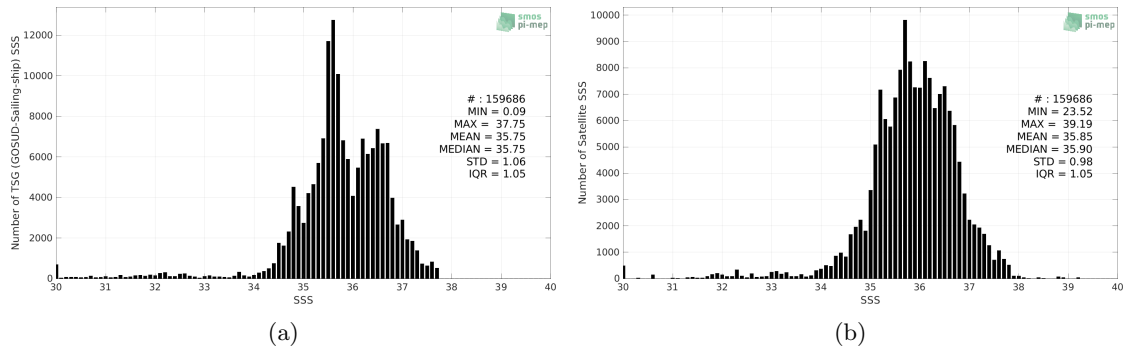 smos
pi-mep
12000
10000
8000
6000
4000
2000
0
Number of TSG (GOSUD-Sailing-ship) SSS
# : 159686
MIN = 0.09
MAX = 37.75
MEAN = 35.75
MEDIAN = 35.75
STD = 1.06
IQR = 1.05
30 31 32 33 34 35 36 37 38 39 40
SSS
(a)
smos
pi-mep
10000
9000
8000
7000
6000
5000
4000
3000
2000
1000
0
Number of Satellite SSS
# : 159686
MIN = 23.52
MAX = 39.19
MEAN = 35.85
MEDIAN = 35.90
STD = 0.98
IQR = 1.05
30 31 32 33 34 35 36 37 38 39 40
SSS
(b)